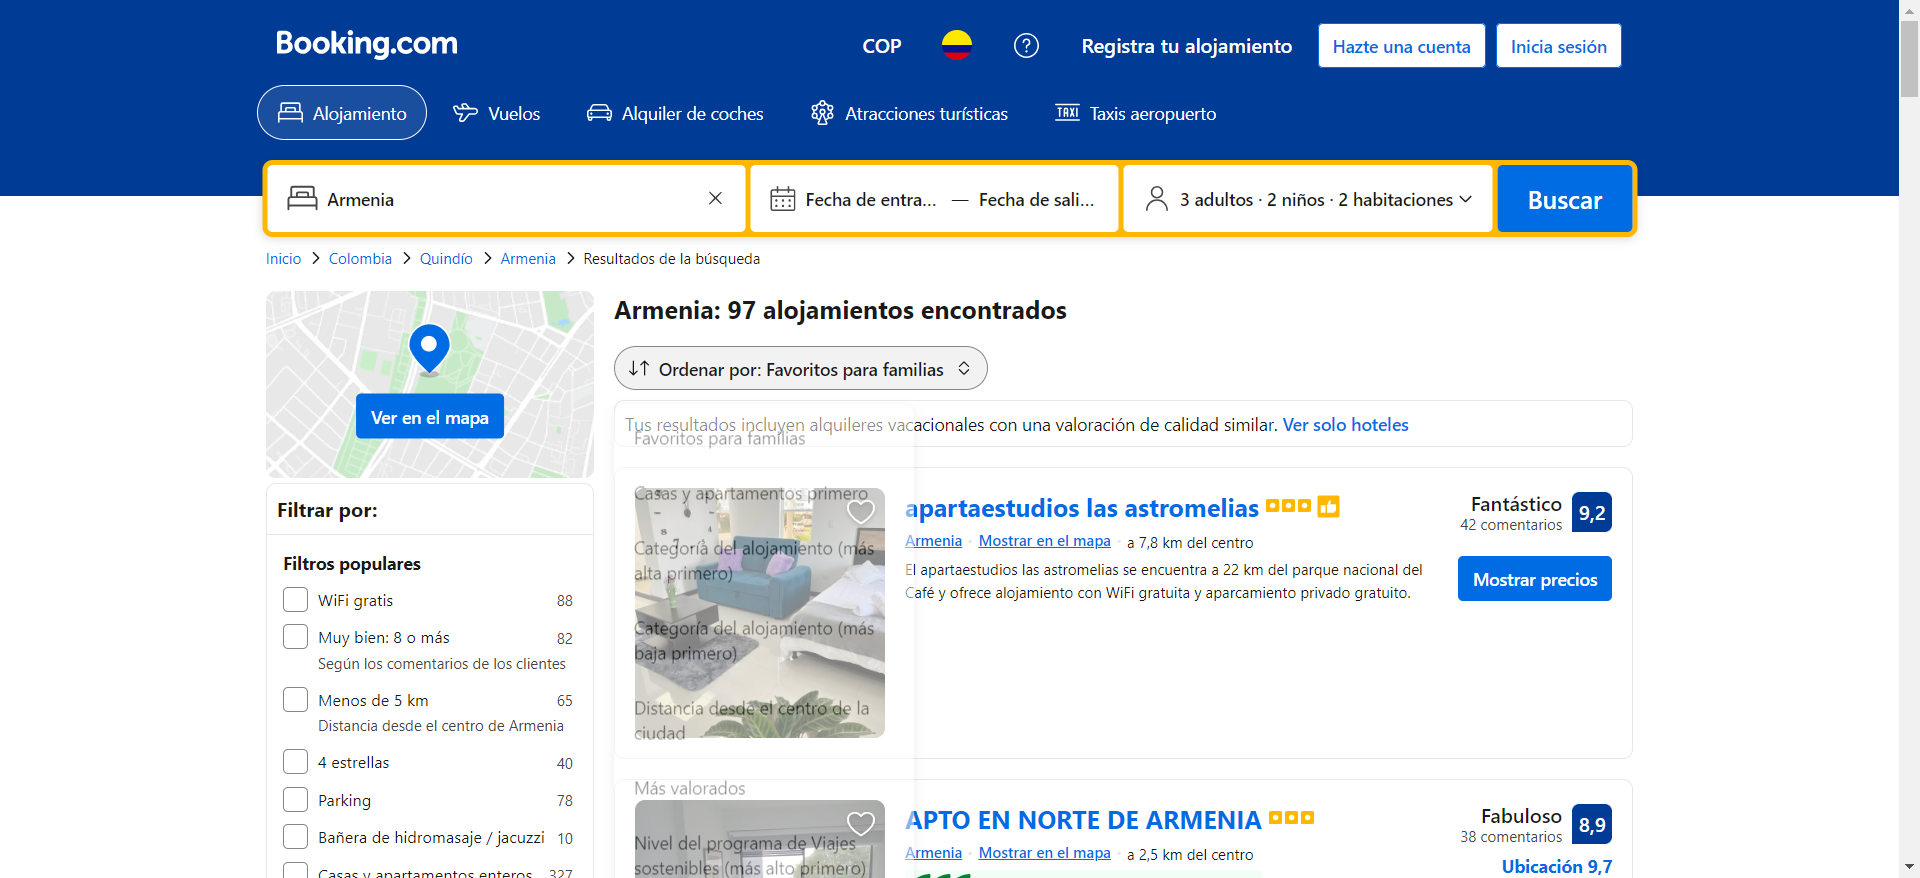 Booking.com
COP
Registra tu alojamiento
Hazte una cuenta
Inicia sesión
Alojamiento
Vuelos
Alquiler de coches
Atracciones turísticas
TAXI
Taxis aeropuerto
Armenia
Fecha de entra... — Fecha de sali...
3 adultos · 2 niños · 2 habitaciones
Buscar
Inicio > Colombia > Quindío > Armenia > Resultados de la búsqueda
Ver en el mapa
Filtrar por:
Filtros populares
WiFi gratis 88
Muy bien: 8 o más 82
Según los comentarios de los clientes
Menos de 5 km 65
Distancia desde el centro de Armenia
4 estrellas 40
Parking 78
Bañera de hidromasaje / jacuzzi 10
Casas y apartamentos enteros 327
Armenia: 97 alojamientos encontrados
Ordenar por: Favoritos para familias
Tus resultados incluyen alquileres vacacionales con una valoración de calidad similar. Ver solo hoteles
Favoritos para familias
Casas y apartamentos primero
Categoría del alojamiento (más
alta primero)
Categoría del alojamiento (más
baja primero)
Distancia desde el centro de la
ciudad
Más valorados
Nivel del programa de Viajes
sostenibles (más alto primero)
apartaestudios las astromelias
Armenia · Mostrar en el mapa · a 7,8 km del centro
El apartaestudios las astromelias se encuentra a 22 km del parque nacional del
Café y ofrece alojamiento con WiFi gratuita y aparcamiento privado gratuito.
Fantástico
42 comentarios
9,2
Mostrar precios
APTO EN NORTE DE ARMENIA
Armenia · Mostrar en el mapa · a 2,5 km del centro
Fabuloso
38 comentarios
8,9
Ubicación 9,7